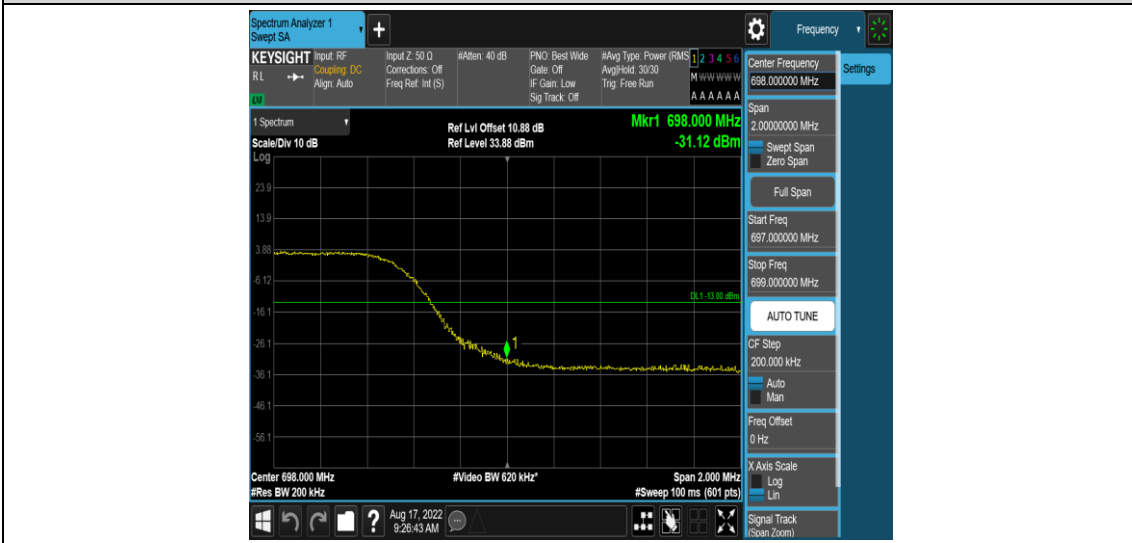 Spectrum Analyzer 1
Swept SA
+
Frequency
KEYSIGHT
RL
Input: RF
Coupling: DC
Align: Auto
Input Z: 50 Ω
Corrections: Off
Freq Ref: Int (S)
#Atten: 40 dB
PNO: Best Wide
Gate: Off
IF Gain: Low
Sig Track: Off
#Avg Type: Power (RMS
Avg|Hold: 30/30
Trig: Free Run
1 2 3 4 5 6
M W W W W W
A A A A A A
1 Spectrum
Scale/Div 10 dB
Ref Lvl Offset 10.88 dB
Ref Level 33.88 dBm
Mkr1 698.000 MHz
-31.12 dBm
Log
23.9
13.9
3.88
-6.12
-16.1
-26.1
-36.1
-46.1
-56.1
DL1 -13.00 dBm
1
Center 698.000 MHz
#Res BW 200 kHz
#Video BW 620 kHz*
Span 2.000 MHz
#Sweep 100 ms (601 pts)
Center Frequency
698.000000 MHz
Settings
Span
2.00000000 MHz
Swept Span
Zero Span
Full Span
Start Freq
697.000000 MHz
Stop Freq
699.000000 MHz
AUTO TUNE
CF Step
200.000 kHz
Auto
Man
Freq Offset
0 Hz
X Axis Scale
Log
Lin
Signal Track
(Span Zoom)
?
Aug 17, 2022
9:26:43 AM